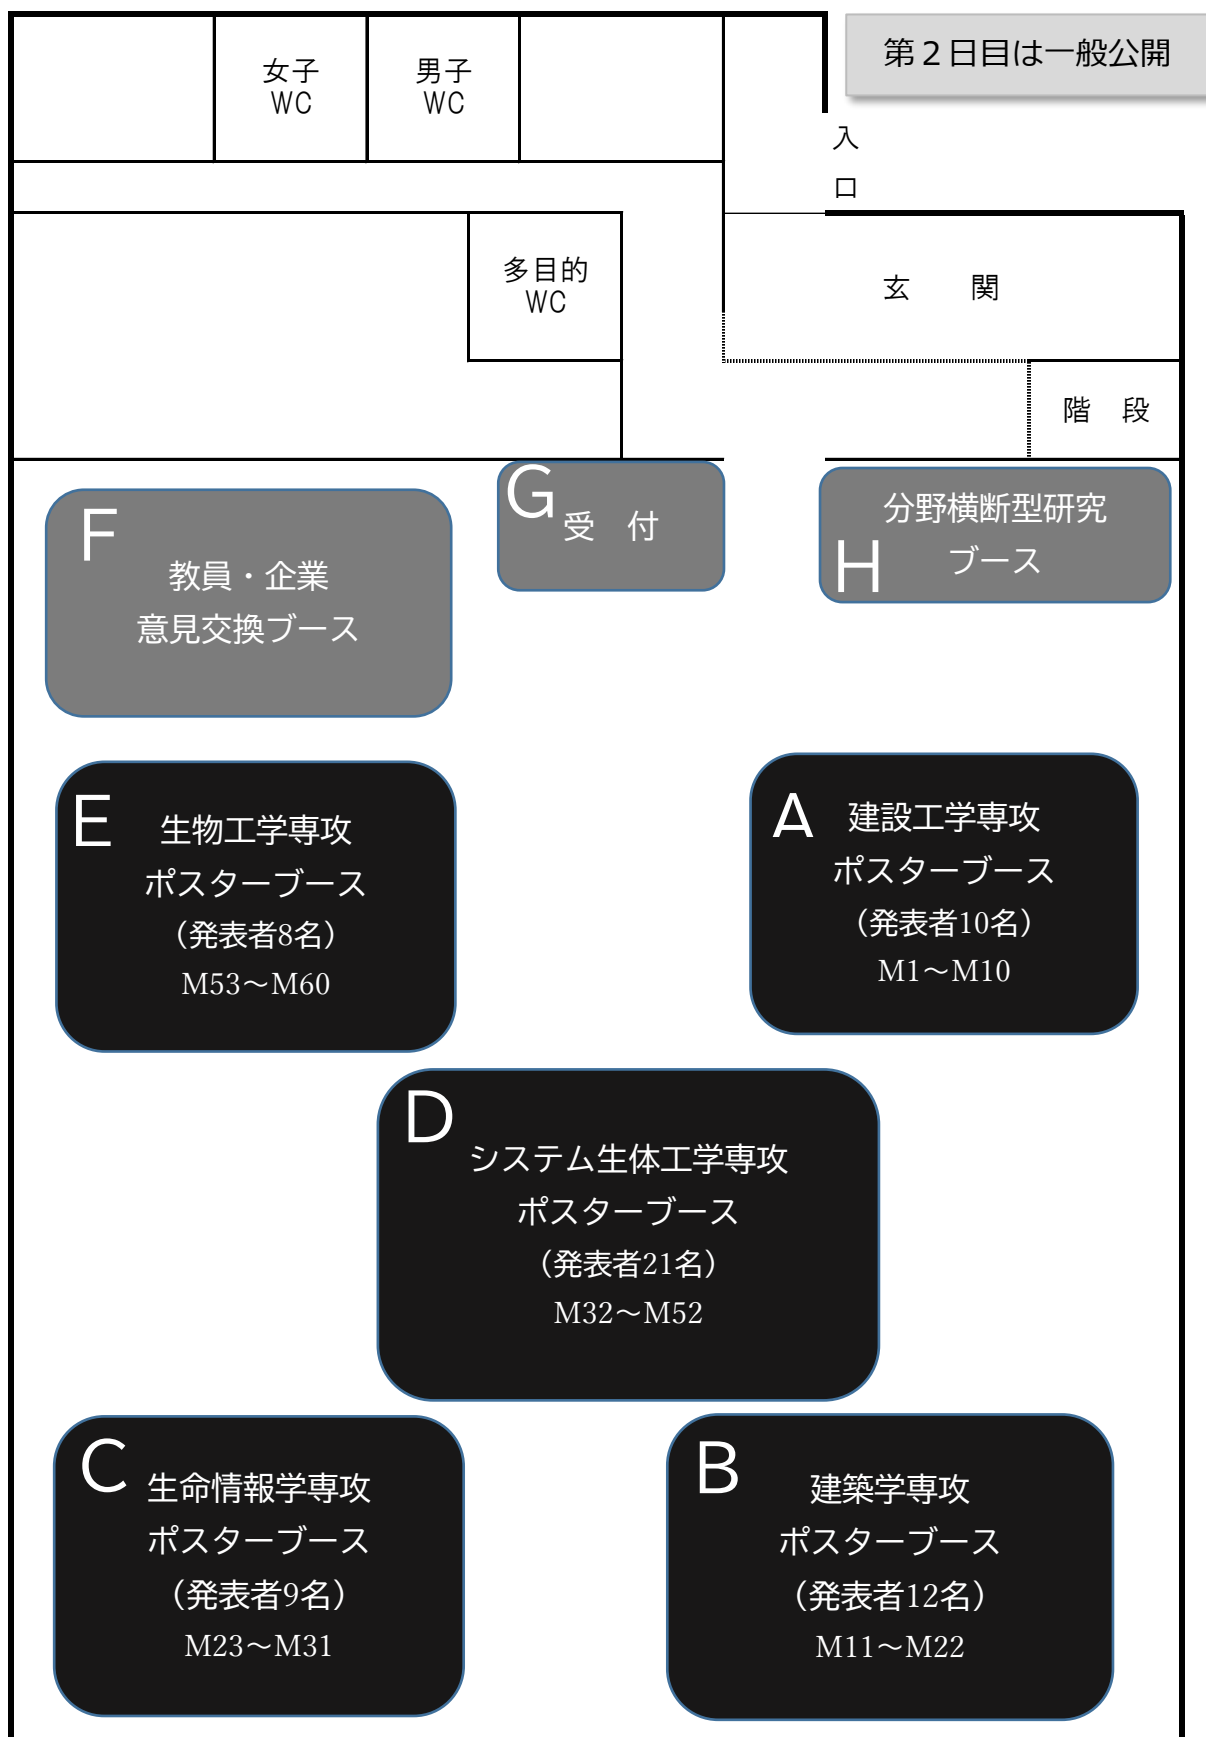 第２日目は一般公開
女子
WC
男子
WC
入
口
多目的
WC
玄　関
階　段
F
教員・企業
意見交換ブース
G
受　付
分野横断型研究
ブース
H
E
生物工学専攻
ポスターブース
（発表者8名）
M53～M60
A
建設工学専攻
ポスターブース
（発表者10名）
M1～M10
D
システム生体工学専攻
ポスターブース
（発表者21名）
M32～M52
C
生命情報学専攻
ポスターブース
（発表者9名）
M23～M31
B
建築学専攻
ポスターブース
（発表者12名）
M11～M22